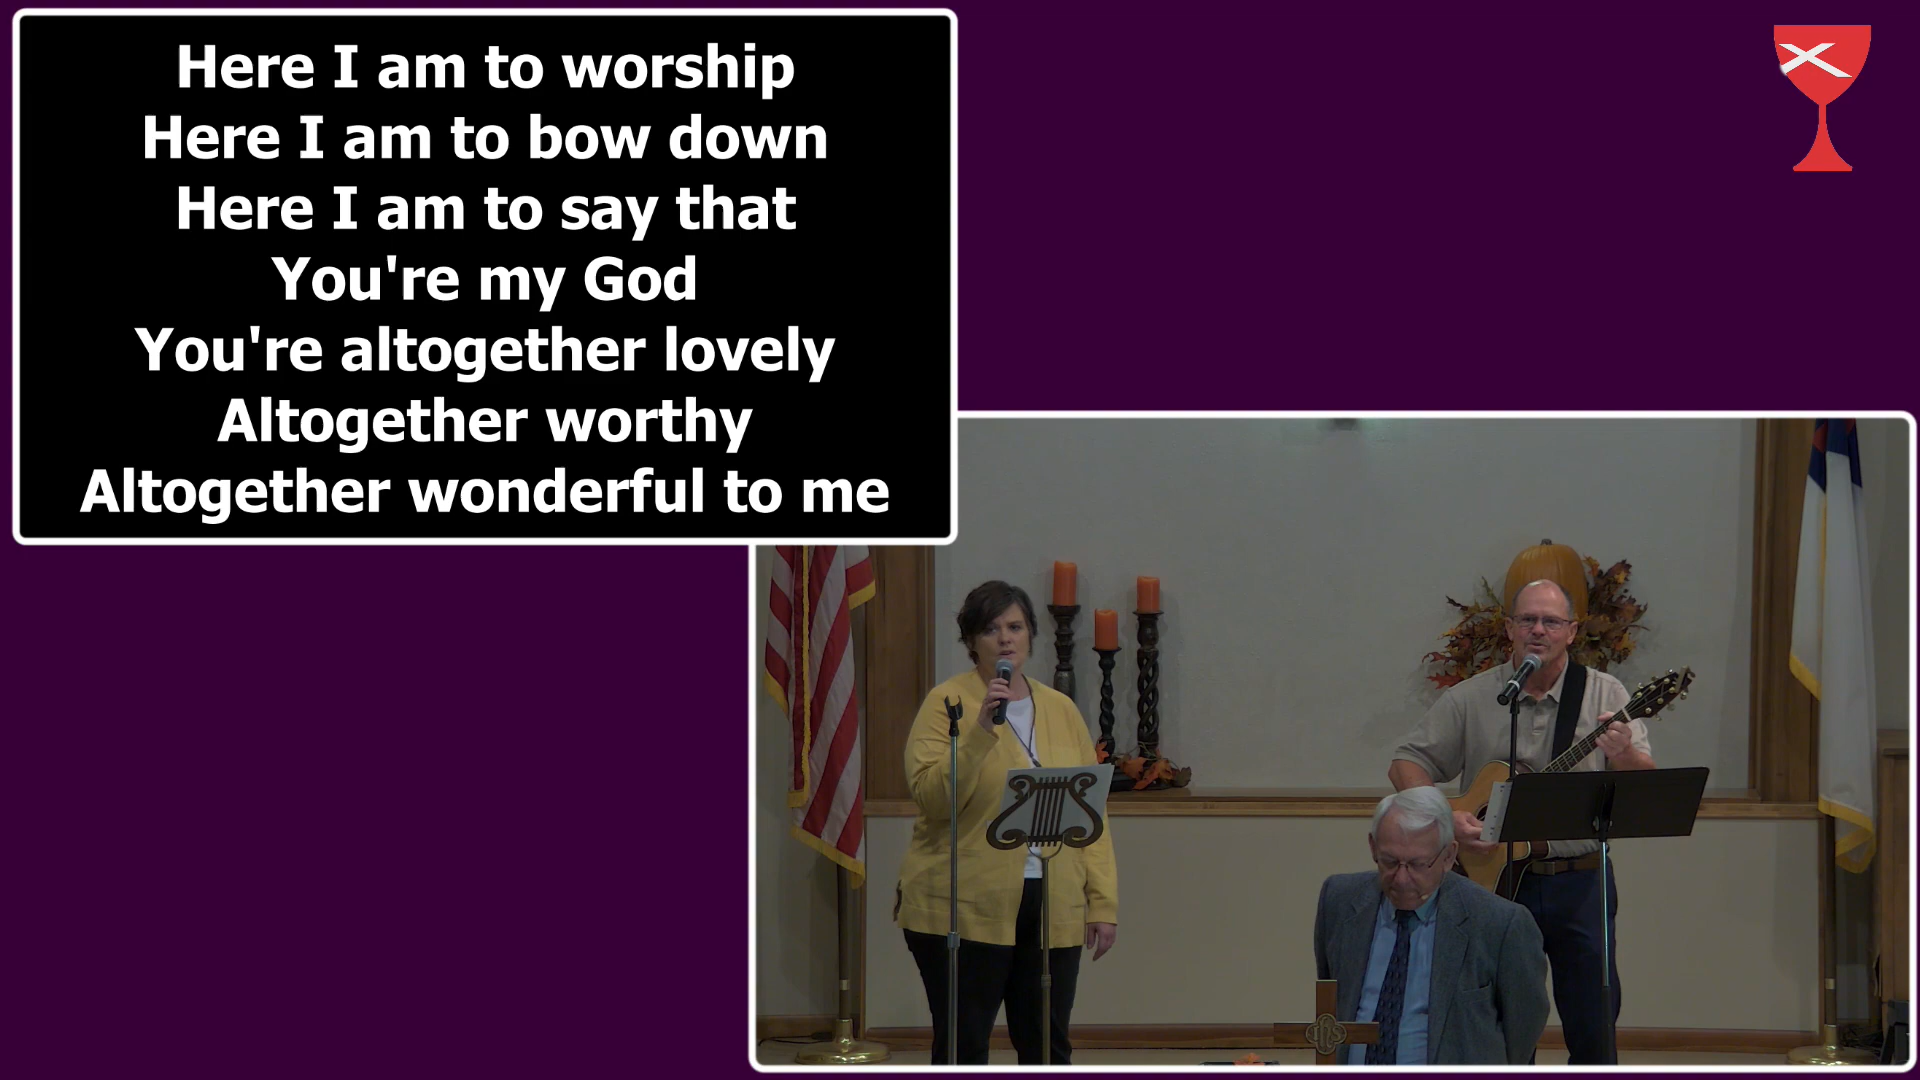 Here I am to worship
Here I am to bow down
Here I am to say that
You're my God
You're altogether lovely
Altogether worthy
Altogether wonderful to me
IHS